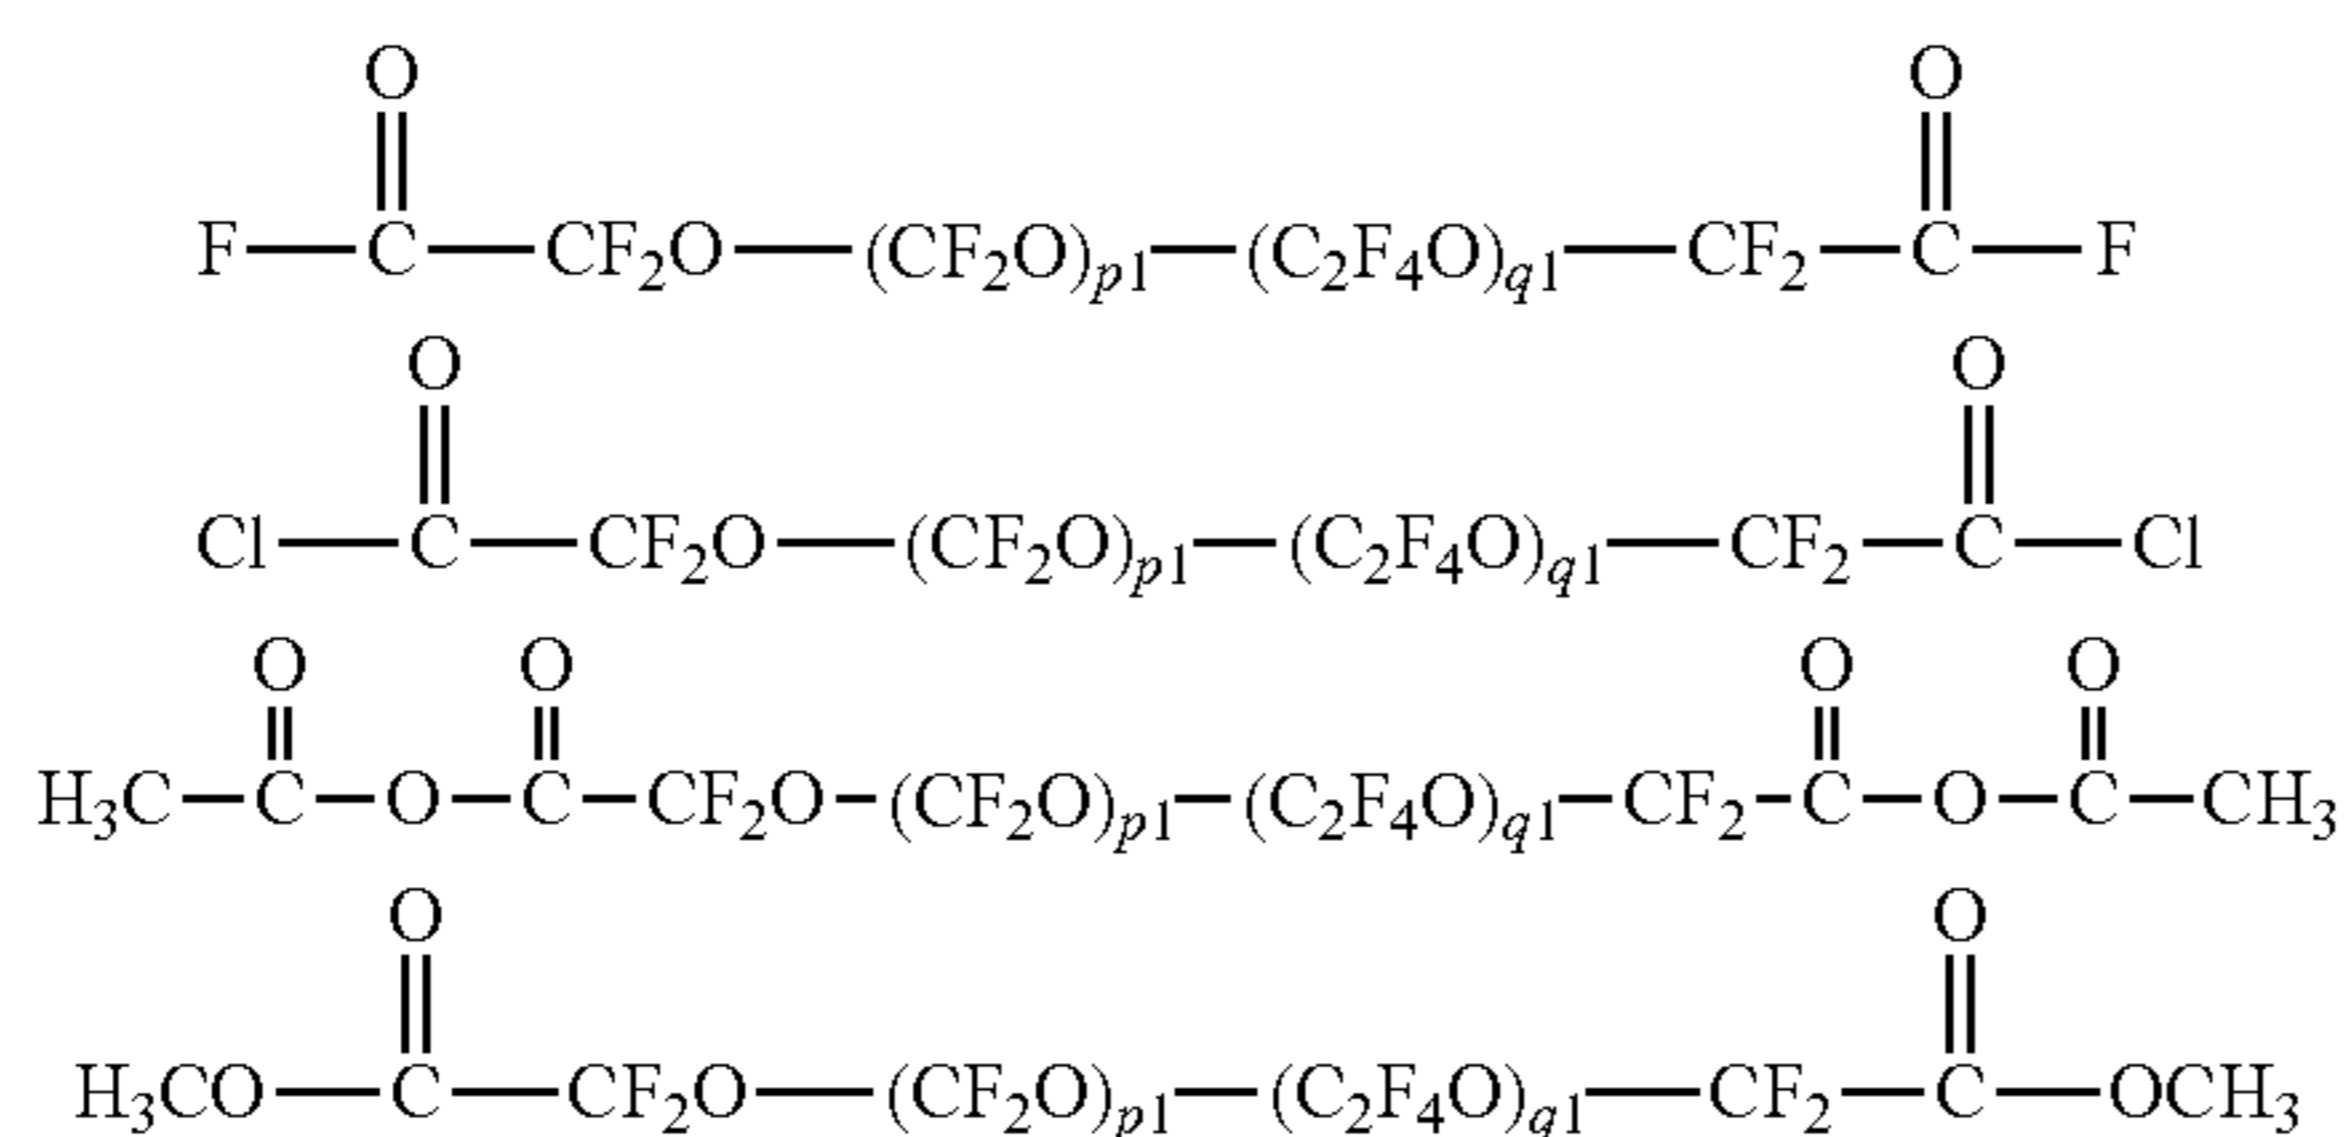 O O
F—C—CF₂O—(CF₂O)p1—(C₂F₄O)q1—CF₂—C—F
O O
Cl—C—CF₂O—(CF₂O)p1—(C₂F₄O)q1—CF₂—C—Cl
O O O O
H₃C—C—O—C—CF₂O—(CF₂O)p1—(C₂F₄O)q1—CF₂—C—O—C—CH₃
O O
H₃CO—C—CF₂O—(CF₂O)p1—(C₂F₄O)q1—CF₂—C—OCH₃